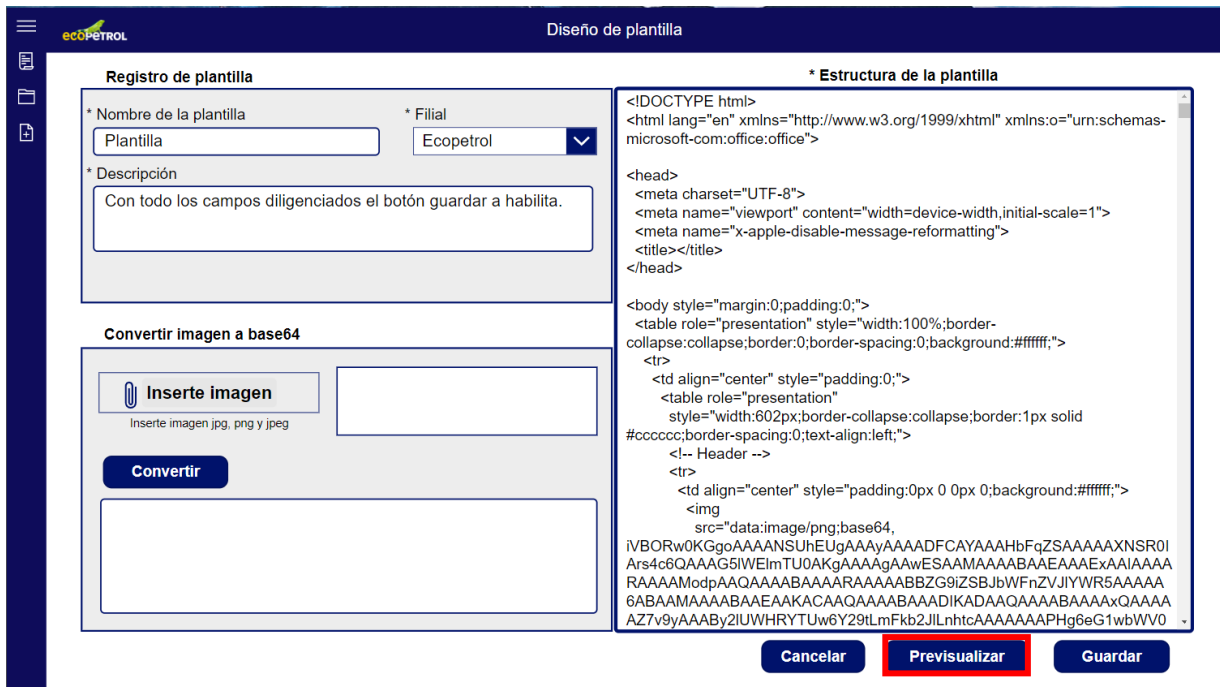 ecoPETROL
Diseño de plantilla
Registro de plantilla
* Nombre de la plantilla
* Filial
Plantilla
Ecopetrol
* Descripción
Con todo los campos diligenciados el botón guardar a habilita.
Convertir imagen a base64
Inserte imagen
Inserte imagen jpg, png y jpeg
Convertir
* Estructura de la plantilla
<!DOCTYPE html>
<html lang="en" xmlns="http://www.w3.org/1999/xhtml" xmlns:o="urn:schemas-
microsoft-com:office:office">
<head>
<meta charset="UTF-8">
<meta name="viewport" content="width=device-width,initial-scale=1">
<meta name="x-apple-disable-message-reformatting">
<title></title>
</head>
<body style="margin:0;padding:0;">
<table role="presentation" style="width:100%;border-
collapse:collapse;border:0;border-spacing:0;background:#ffffff;">
<tr>
<td align="center" style="padding:0;">
<table role="presentation"
style="width:602px;border-collapse:collapse;border:1px solid
#cccccc;border-spacing:0;text-align:left;">
<!-- Header -->
<tr>
<td align="center" style="padding:0px 0 0px 0;background:#ffffff;">
<img
src="data:image/png;base64,
iVBORw0KGgoAAAANSUhEUgAAAyAAAADFCAYAAAHbFqZSAAAAAXNSR0I
Ars4c6QAAAG5lWElmTU0AKgAAAAgAAwESAAMAAAABAAEAAAExAAIAAAA
RAAAAModpAAQAAAABAAAARAAAAABBZG9iZSBJbWFnZVJlYWR5AAAAA
6ABAAMAAAABAAEAAKACAAQAAAABAAADIKADAAQAAAABAAAAxQAAAA
AZ7v9yAAAByZlUWHRYTUw6Y29tLmFkb2JlLnhtcAAAAAAAPHg6eG1wbWV0
Cancelar
Previsualizar
Guardar